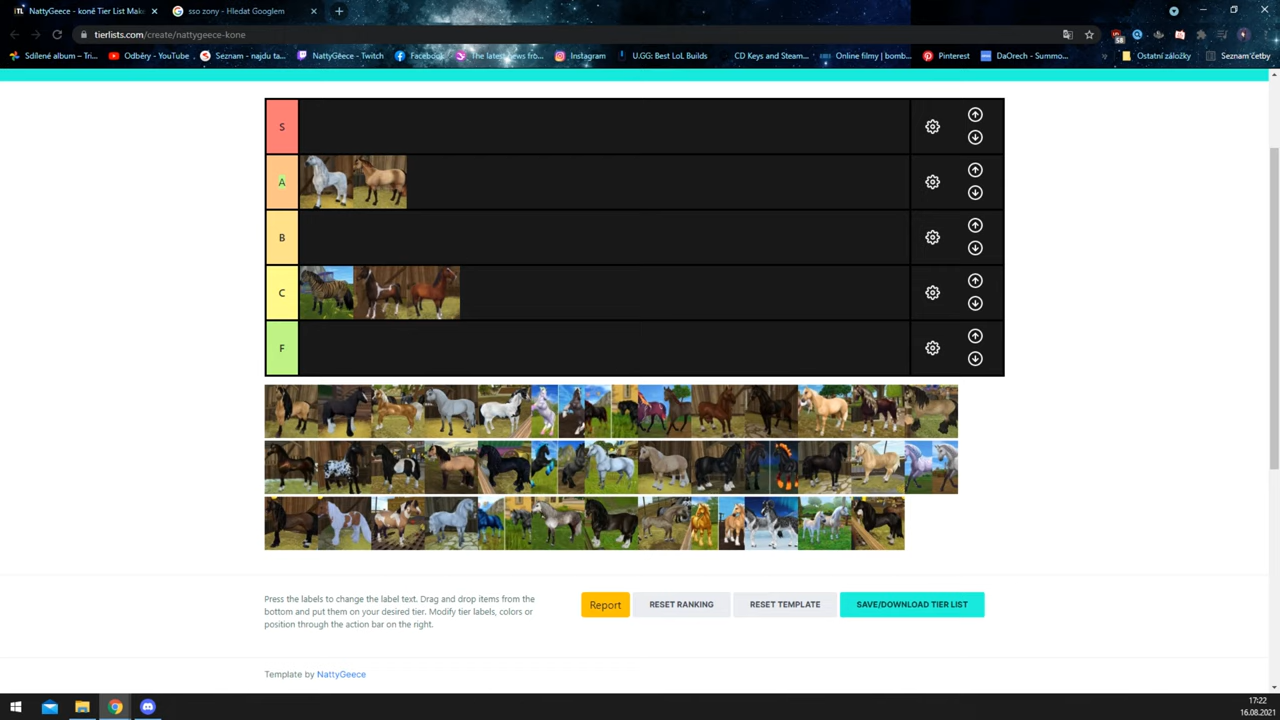 NattyGeece - koně Tier List Mak
sso zony - Hledat Googlem
tierlists.com/create/nattygeece-kone
58
Sdílené album – Tri...
Odběry - YouTube
Seznam - najdu ta...
NattyGéece - Twitch
Facebook
The latest news fro...
Instagram
U.GG: Best LoL Builds
CD Keys and Steam...
Online filmy | bomb...
Pinterest
DaOrech - Summo...
Ostatní záložky
Seznam četby
S
A
B
C
F
Press the labels to change the label text. Drag and drop items from the
bottom and put them on your desired tier. Modify tier labels, colors or
position through the action bar on the right.
Report
RESET RANKING
RESET TEMPLATE
SAVE/DOWNLOAD TIER LIST
Template by NattyGeece
17:22
16.08.2021